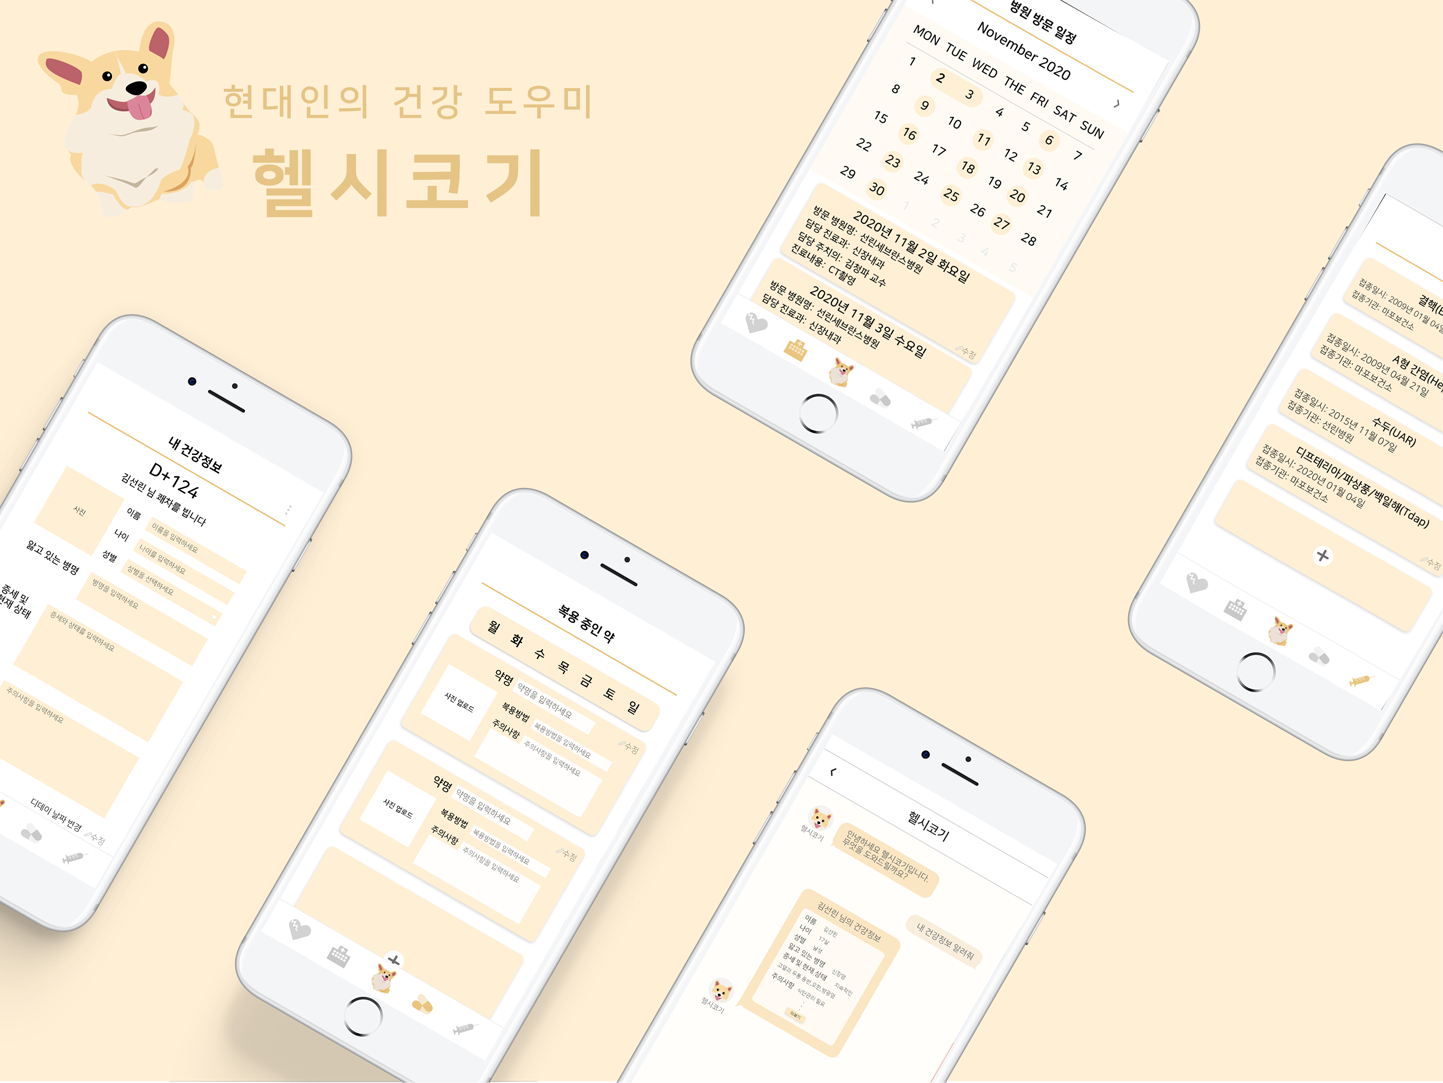 현대인의 건강 도우미
헬시코기
병원 방문 일정
November 2020
MON TUE WED THE FRI SAT SUN
1 2 3 4 5 6 7
8 9 10 11 12 13 14
15 16 17 18 19 20 21
22 23 24 25 26 27 28
29 30 1 2 3 4 5
2020년 11월 2일 화요일
방문 병원명: 선린세브란스병원
담당 진료과: 신장내과
담당 주치의: 김청파 교수
진료내용: CT촬영
수정
2020년 11월 3일 수요일
방문 병원명: 선린세브란스병원
담당 진료과: 신장내과
접종일시: 2009년 01월 04
접종기관: 마포보건소
A형 간염(He
접종일시: 2009년 04월 21일
접종기관: 마포보건소
수두(UAR)
접종일시: 2015년 11월 07일
접종기관: 선린병원
디프테리아/파상풍/백일해(Tdap)
접종일시: 2020년 01월 04일
접종기관: 마포보건소
수정
내 건강정보
D+124
김선린 님 쾌차를 빕니다
사진
이름 이름을 입력하세요
나이 나이를 입력하세요
성별 성별을 선택하세요
앓고 있는 병명 병명을 입력하세요
증세 및
현재 상태
증세와 상태를 입력하세요
주의사항을 입력하세요
디데이 날짜 변경
수정
복용 중인 약
월 화 수 목 금 토 일
사진 업로드
약명 약명을 입력하세요
복용방법 복용방법을 입력하세요
주의사항 주의사항을 입력하세요
수정
사진 업로드
약명 약명을 입력하세요
복용방법 복용방법을 입력하세요
주의사항 주의사항을 입력하세요
수정
헬시코기
헬시코기
안녕하세요 헬시코기입니다.
무엇을 도와드릴까요?
내 건강정보 알려줘
김선린 님의 건강정보
이름 김선린
나이 17살
성별 남성
앓고 있는 병명 신장염
증세 및 현재 상태 지속적인
주의사항 식단관리 필요
헬시코기